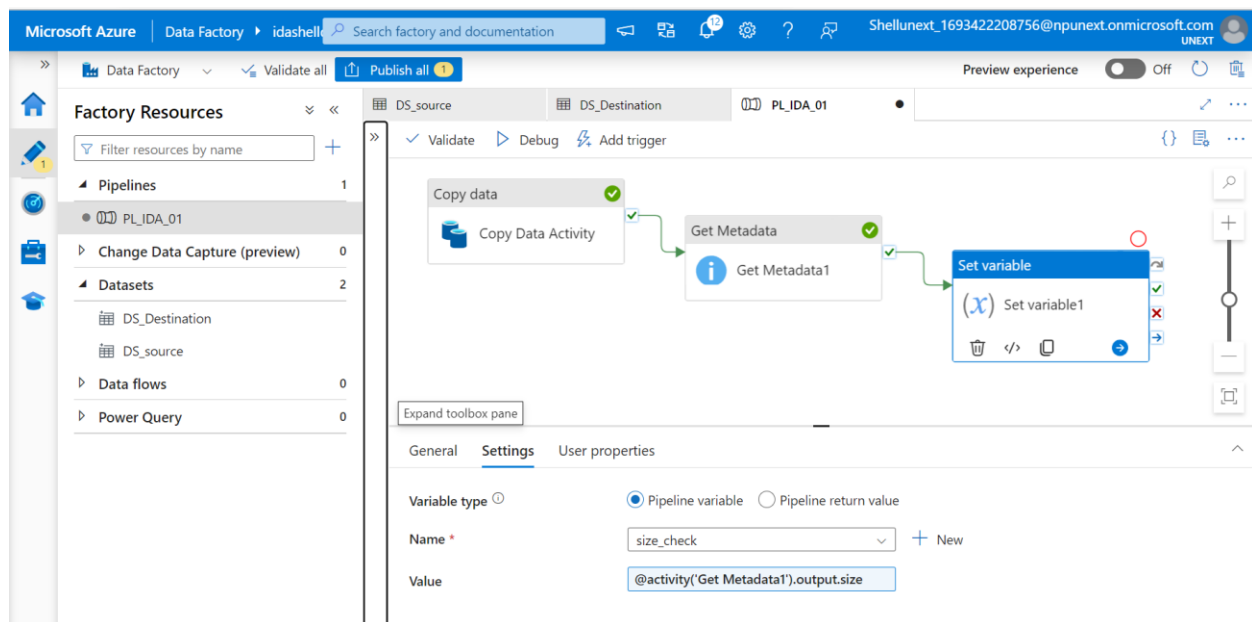 Microsoft Azure Data Factory idashell Search factory and documentation 12 Shellunext_1693422208756@npunext.onmicrosoft.com
UNEXT
Data Factory Validate all Publish all 1 Preview experience Off
Factory Resources
Filter resources by name
1
Pipelines 1
PL_IDA_01
Change Data Capture (preview) 0
Datasets 2
DS_Destination
DS_source
Data flows 0
Power Query 0
DS_source DS_Destination PL_IDA_01
Validate Debug Add trigger
Copy data
Copy Data Activity
Get Metadata
Get Metadata1
Set variable
(x) Set variable1
Expand toolbox pane
General Settings User properties
Variable type Pipeline variable Pipeline return value
Name * size_check New
Value @activity('Get Metadata1').output.size